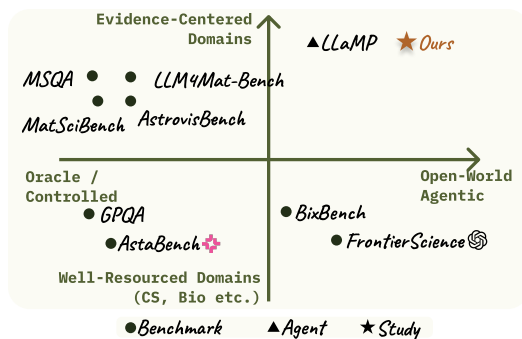 Evidence-Centered
Domains
LLaMP
Ours
MSQA
LLM4Mat-Bench
MatSciBench
AstrovisBench
Oracle /
Controlled
Open-World
Agentic
GPQA
BixBench
AstaBench
FrontierScience
Well-Resourced Domains
(CS, Bio etc.)
Benchmark
Agent
Study